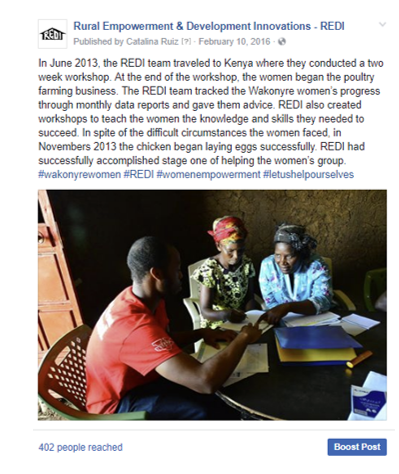 REDI
Rural Empowerment & Development Innovations - REDI
Published by Catalina Ruiz [?] · February 10, 2016 ·
In June 2013, the REDI team traveled to Kenya where they conducted a two
week workshop. At the end of the workshop, the women began the poultry
farming business. The REDI team tracked the Wakonyre women's progress
through monthly data reports and gave them advice. REDI also created
workshops to teach the women the knowledge and skills they needed to
succeed. In spite of the difficult circumstances the women faced, in
Novembers 2013 the chicken began laying eggs successfully. REDI had
successfully accomplished stage one of helping the women's group.
#wakonyrewomen #REDI #womenempowerment #letushelpourselves
402 people reached
Boost Post